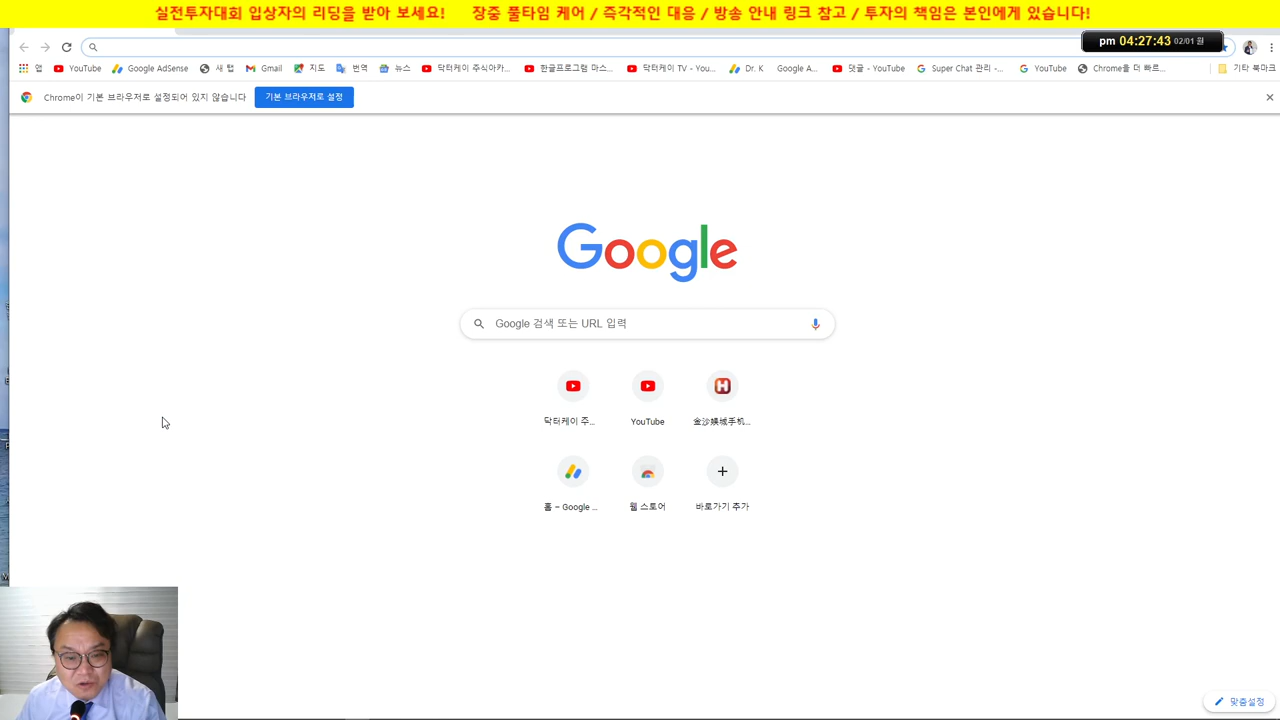 실전투자대회 입상자의 리딩을 받아 보세요! 장중 풀타임 케어 / 즉각적인 대응 / 방송 안내 링크 참고 / 투자의 책임은 본인에게 있습니다!
pm 04:27:43 02/01 월
앱 YouTube Google AdSense 새 탭 Gmail 지도 번역 뉴스 닥터케이 주식아카... 한글프로그램 마스... 닥터케이 TV - You... Dr. K Google A... 댓글 - YouTube Super Chat 관리 -... YouTube Chrome을 더 빠르... 기타 북마크
Chrome이 기본 브라우저로 설정되어 있지 않습니다 기본 브라우저로 설정
Google
Google 검색 또는 URL 입력
닥터케이 주... YouTube 金沙娱城手机...
홈 – Google ... 웹 스토어 바로가기 추가
맞춤설정